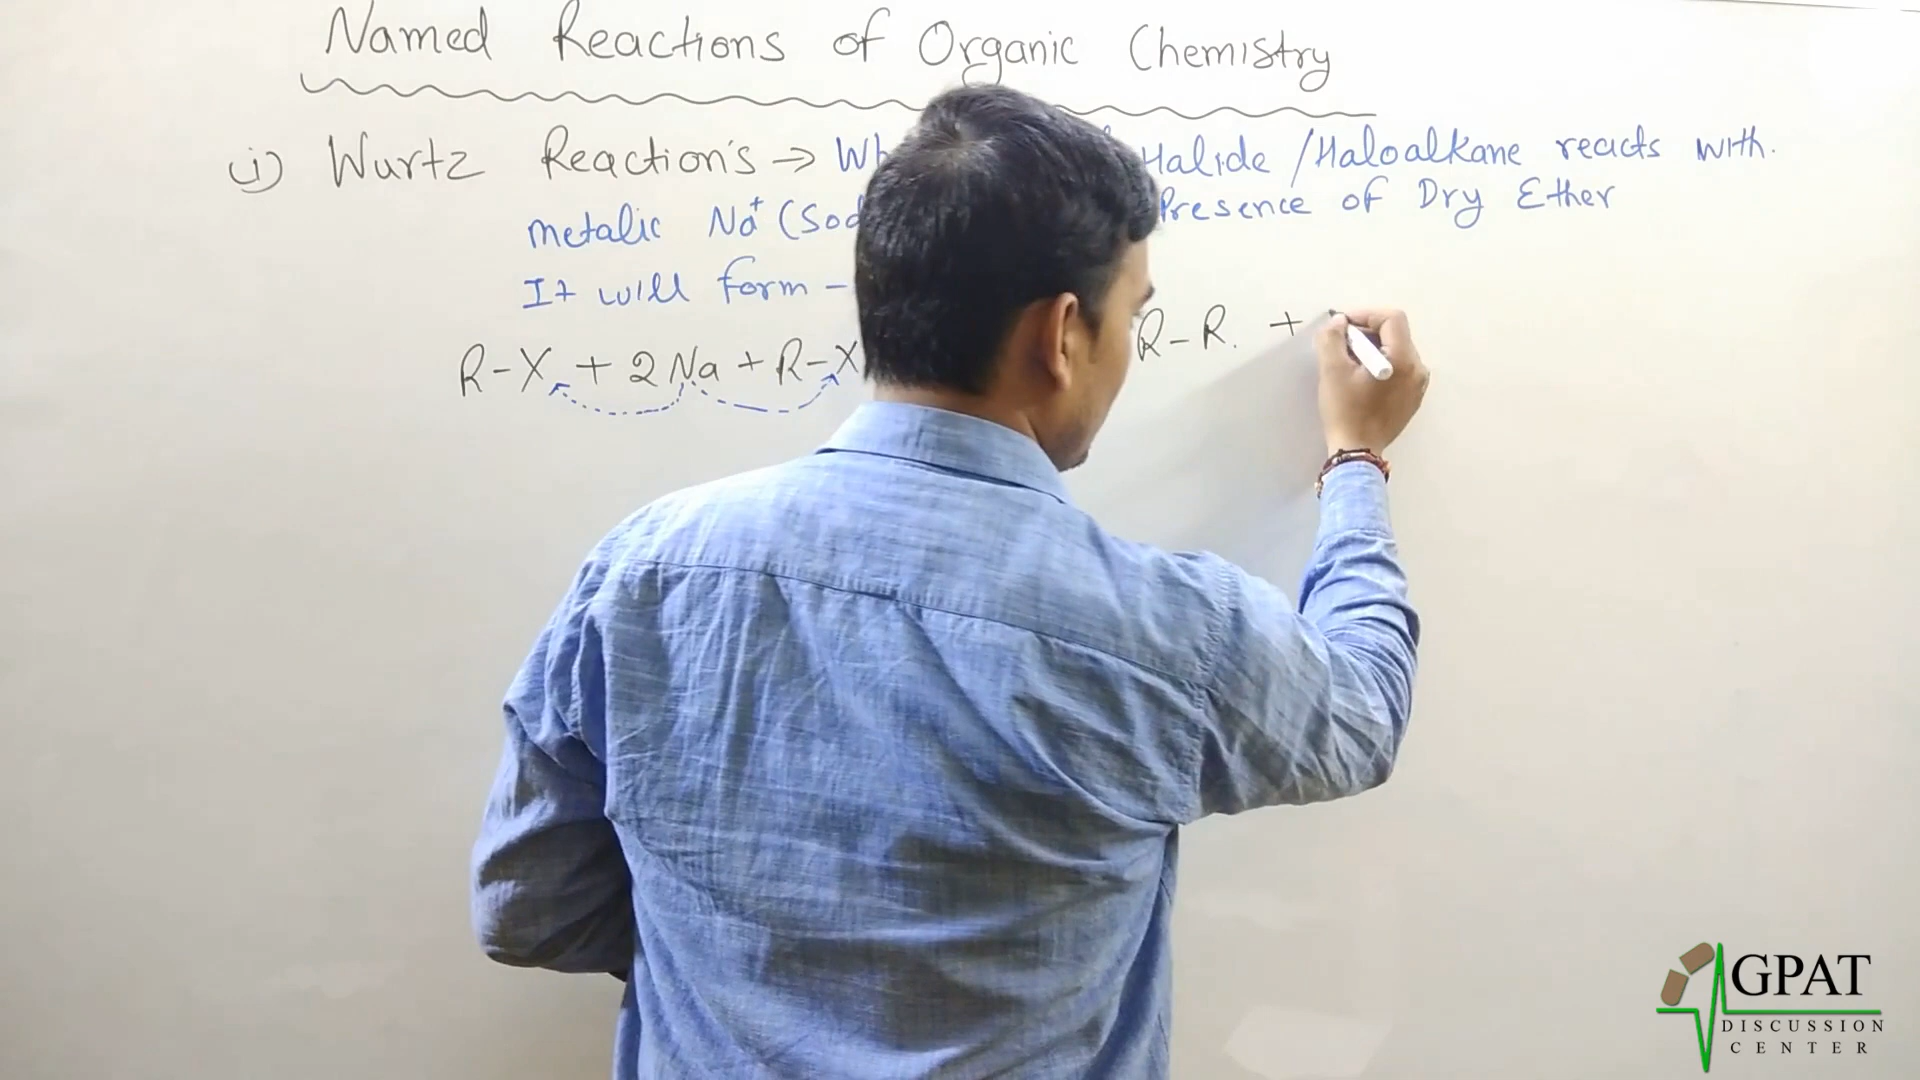 Named Reactions of Organic Chemistry
i) Wurtz Reaction's → Halide / Haloalkane reacts with.
metalic Na⁺ (Sod Presence of Dry Ether
It will form -
R-R. +
R-X + 2Na + R-X
GPAT
DISCUSSION
CENTER